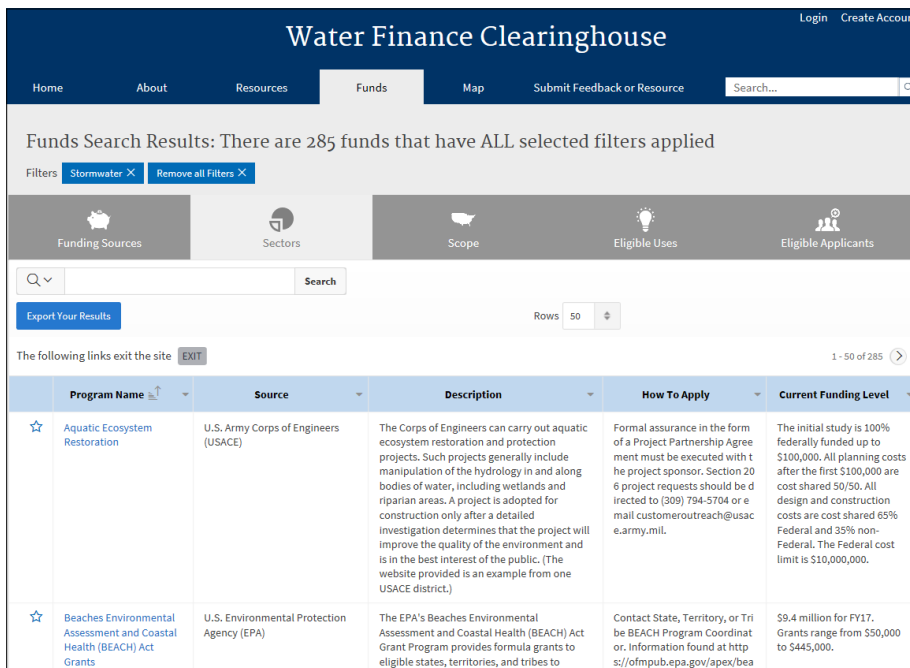 Login Create Accour
Water Finance Clearinghouse
Home About Resources Funds Map Submit Feedback or Resource Search...
Funds Search Results: There are 285 funds that have ALL selected filters applied
Filters Stormwater × Remove all Filters ×
Funding Sources Sectors Scope Eligible Uses Eligible Applicants
Search
Export Your Results Rows 50
The following links exit the site EXIT 1 - 50 of 285
Program Name Source Description How To Apply Current Funding Level
Aquatic Ecosystem
Restoration
U.S. Army Corps of Engineers
(USACE)
The Corps of Engineers can carry out aquatic
ecosystem restoration and protection
projects. Such projects generally include
manipulation of the hydrology in and along
bodies of water, including wetlands and
riparian areas. A project is adopted for
construction only after a detailed
investigation determines that the project will
improve the quality of the environment and
is in the best interest of the public. (The
website provided is an example from one
USACE district.)
Formal assurance in the form
of a Project Partnership Agree
ment must be executed with t
he project sponsor. Section 20
6 project requests should be d
irected to (309) 794-5704 or e
mail customeroutreach@usac
e.army.mil.
The initial study is 100%
federally funded up to
$100,000. All planning costs
after the first $100,000 are
cost shared 50/50. All
design and construction
costs are cost shared 65%
Federal and 35% non-
Federal. The Federal cost
limit is $10,000,000.
Beaches Environmental
Assessment and Coastal
Health (BEACH) Act
Grants
U.S. Environmental Protection
Agency (EPA)
The EPA's Beaches Environmental
Assessment and Coastal Health (BEACH) Act
Grant Program provides formula grants to
eligible states, territories, and tribes to
Contact State, Territory, or Tri
be BEACH Program Coordinat
or. Information found at http
s://ofmpub.epa.gov/apex/bea
$9.4 million for FY17.
Grants range from $50,000
to $445,000.